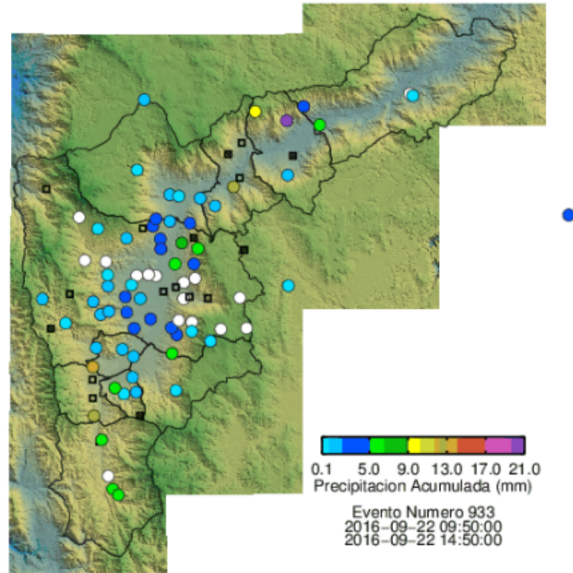 0.1 5.0 9.0 13.0 17.0 21.0
Precipitacion Acumulada (mm)
Evento Numero 933
2016-09-22 09:50:00
2016-09-22 14:50:00